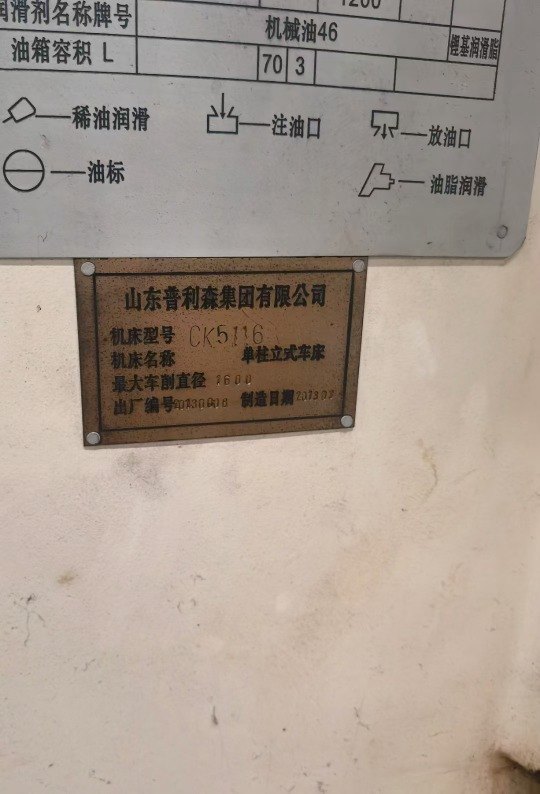 1200
润滑剂名称牌号 机械油46 锂基润滑脂
油箱容积 L 70 3
稀油润滑 注油口 放油口
油标 油脂润滑
山东普利森集团有限公司
机床型号 CK5116
机床名称 单柱立式车床
最大车削直径 1600
出厂编号 制造日期